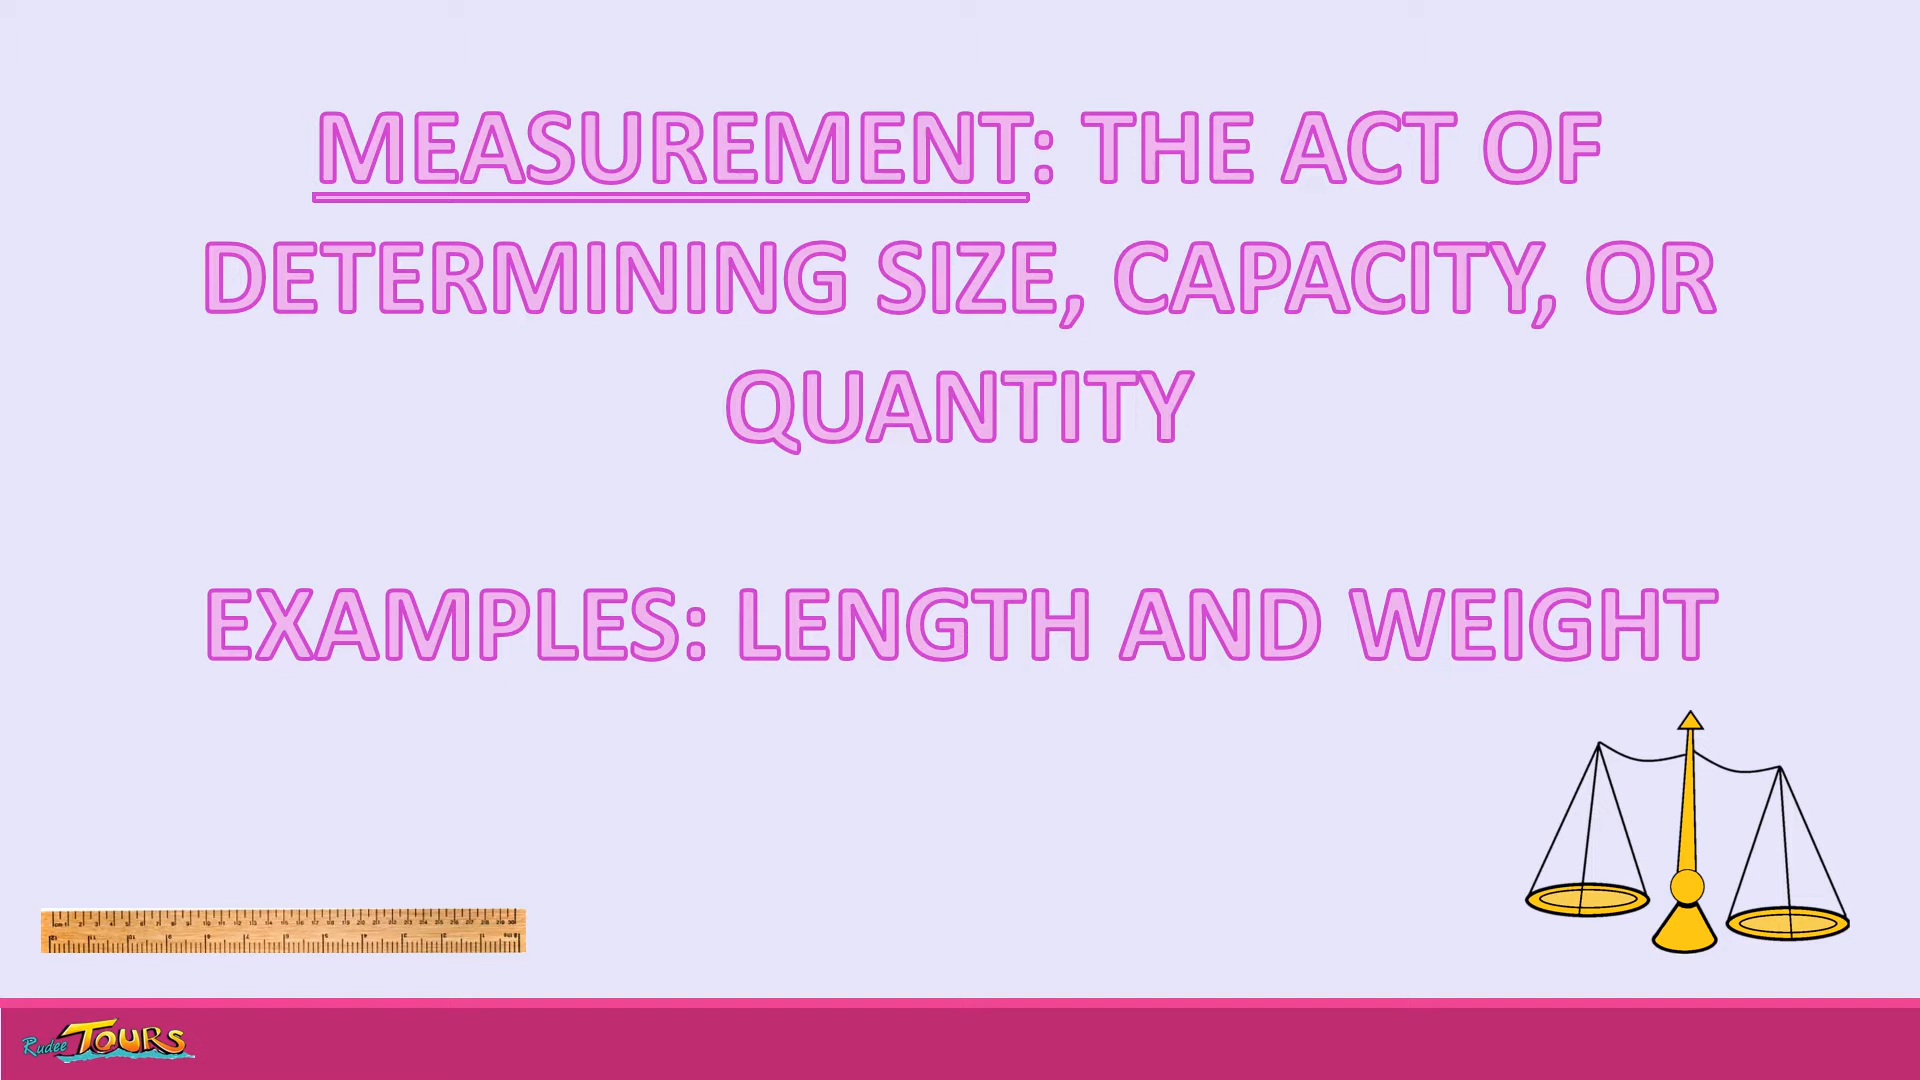 MEASUREMENT: THE ACT OF
DETERMINING SIZE, CAPACITY, OR
QUANTITY
EXAMPLES: LENGTH AND WEIGHT
Rudee TOURS